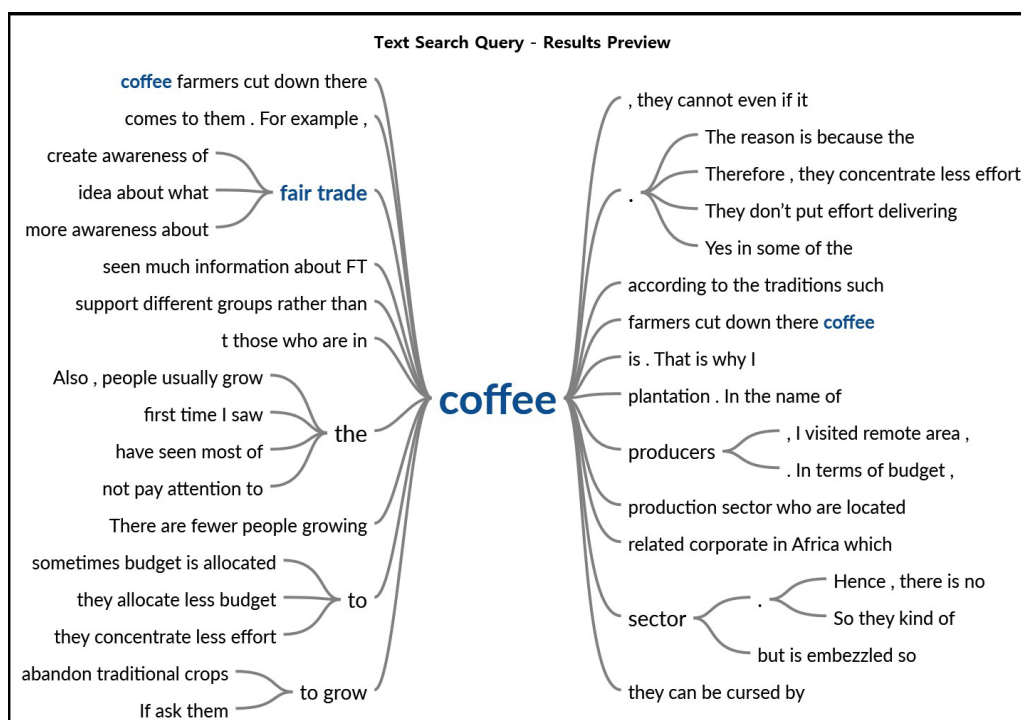 Text Search Query - Results Preview
coffee farmers cut down there
comes to them . For example ,
create awareness of
idea about what
more awareness about
fair trade
seen much information about FT
support different groups rather than
t those who are in
Also , people usually grow
first time I saw
have seen most of
not pay attention to
the
There are fewer people growing
sometimes budget is allocated
they allocate less budget
they concentrate less effort
to
abandon traditional crops
If ask them
to grow
coffee
, they cannot even if it
.
The reason is because the
Therefore , they concentrate less effort
They don't put effort delivering
Yes in some of the
according to the traditions such
farmers cut down there coffee
is . That is why I
plantation . In the name of
producers
, I visited remote area ,
. In terms of budget ,
production sector who are located
related corporate in Africa which
sector
.
Hence , there is no
So they kind of
but is embezzled so
they can be cursed by